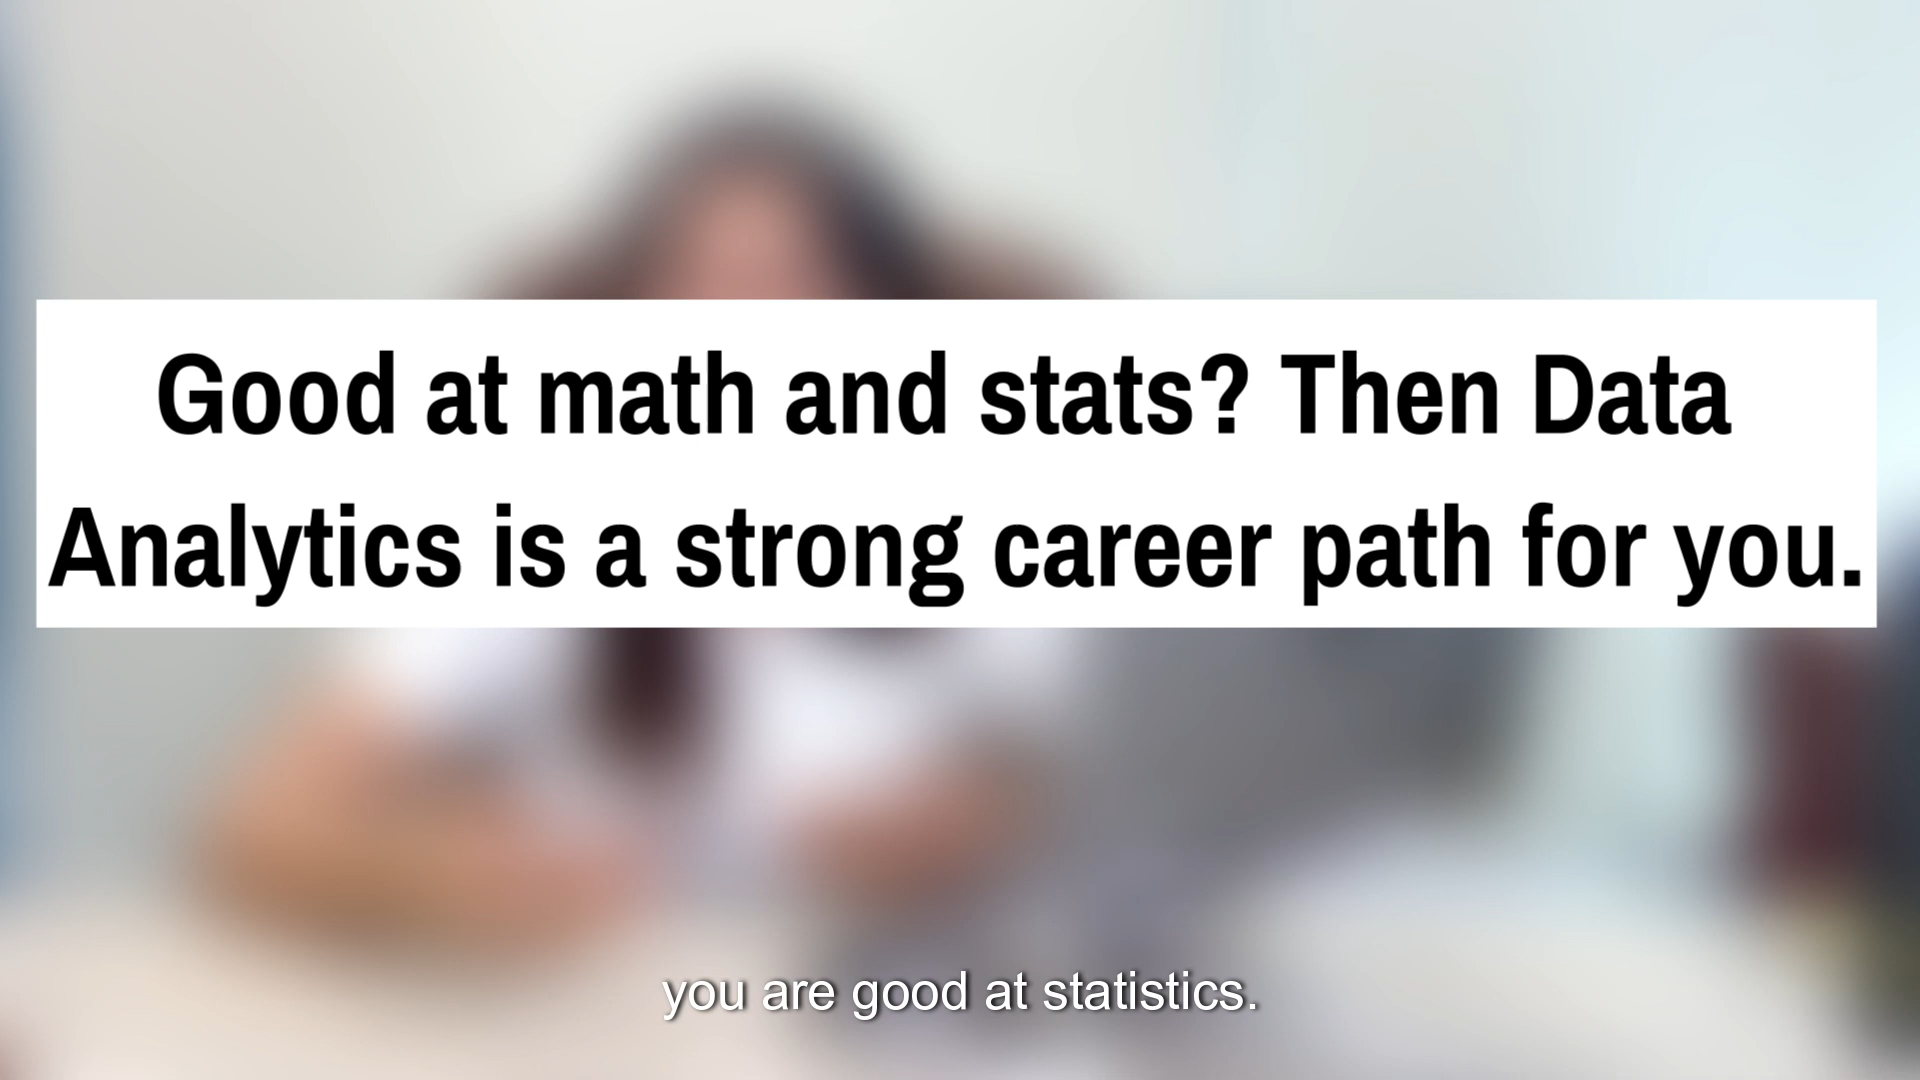 Good at math and stats? Then Data
Analytics is a strong career path for you.
you are good at statistics.